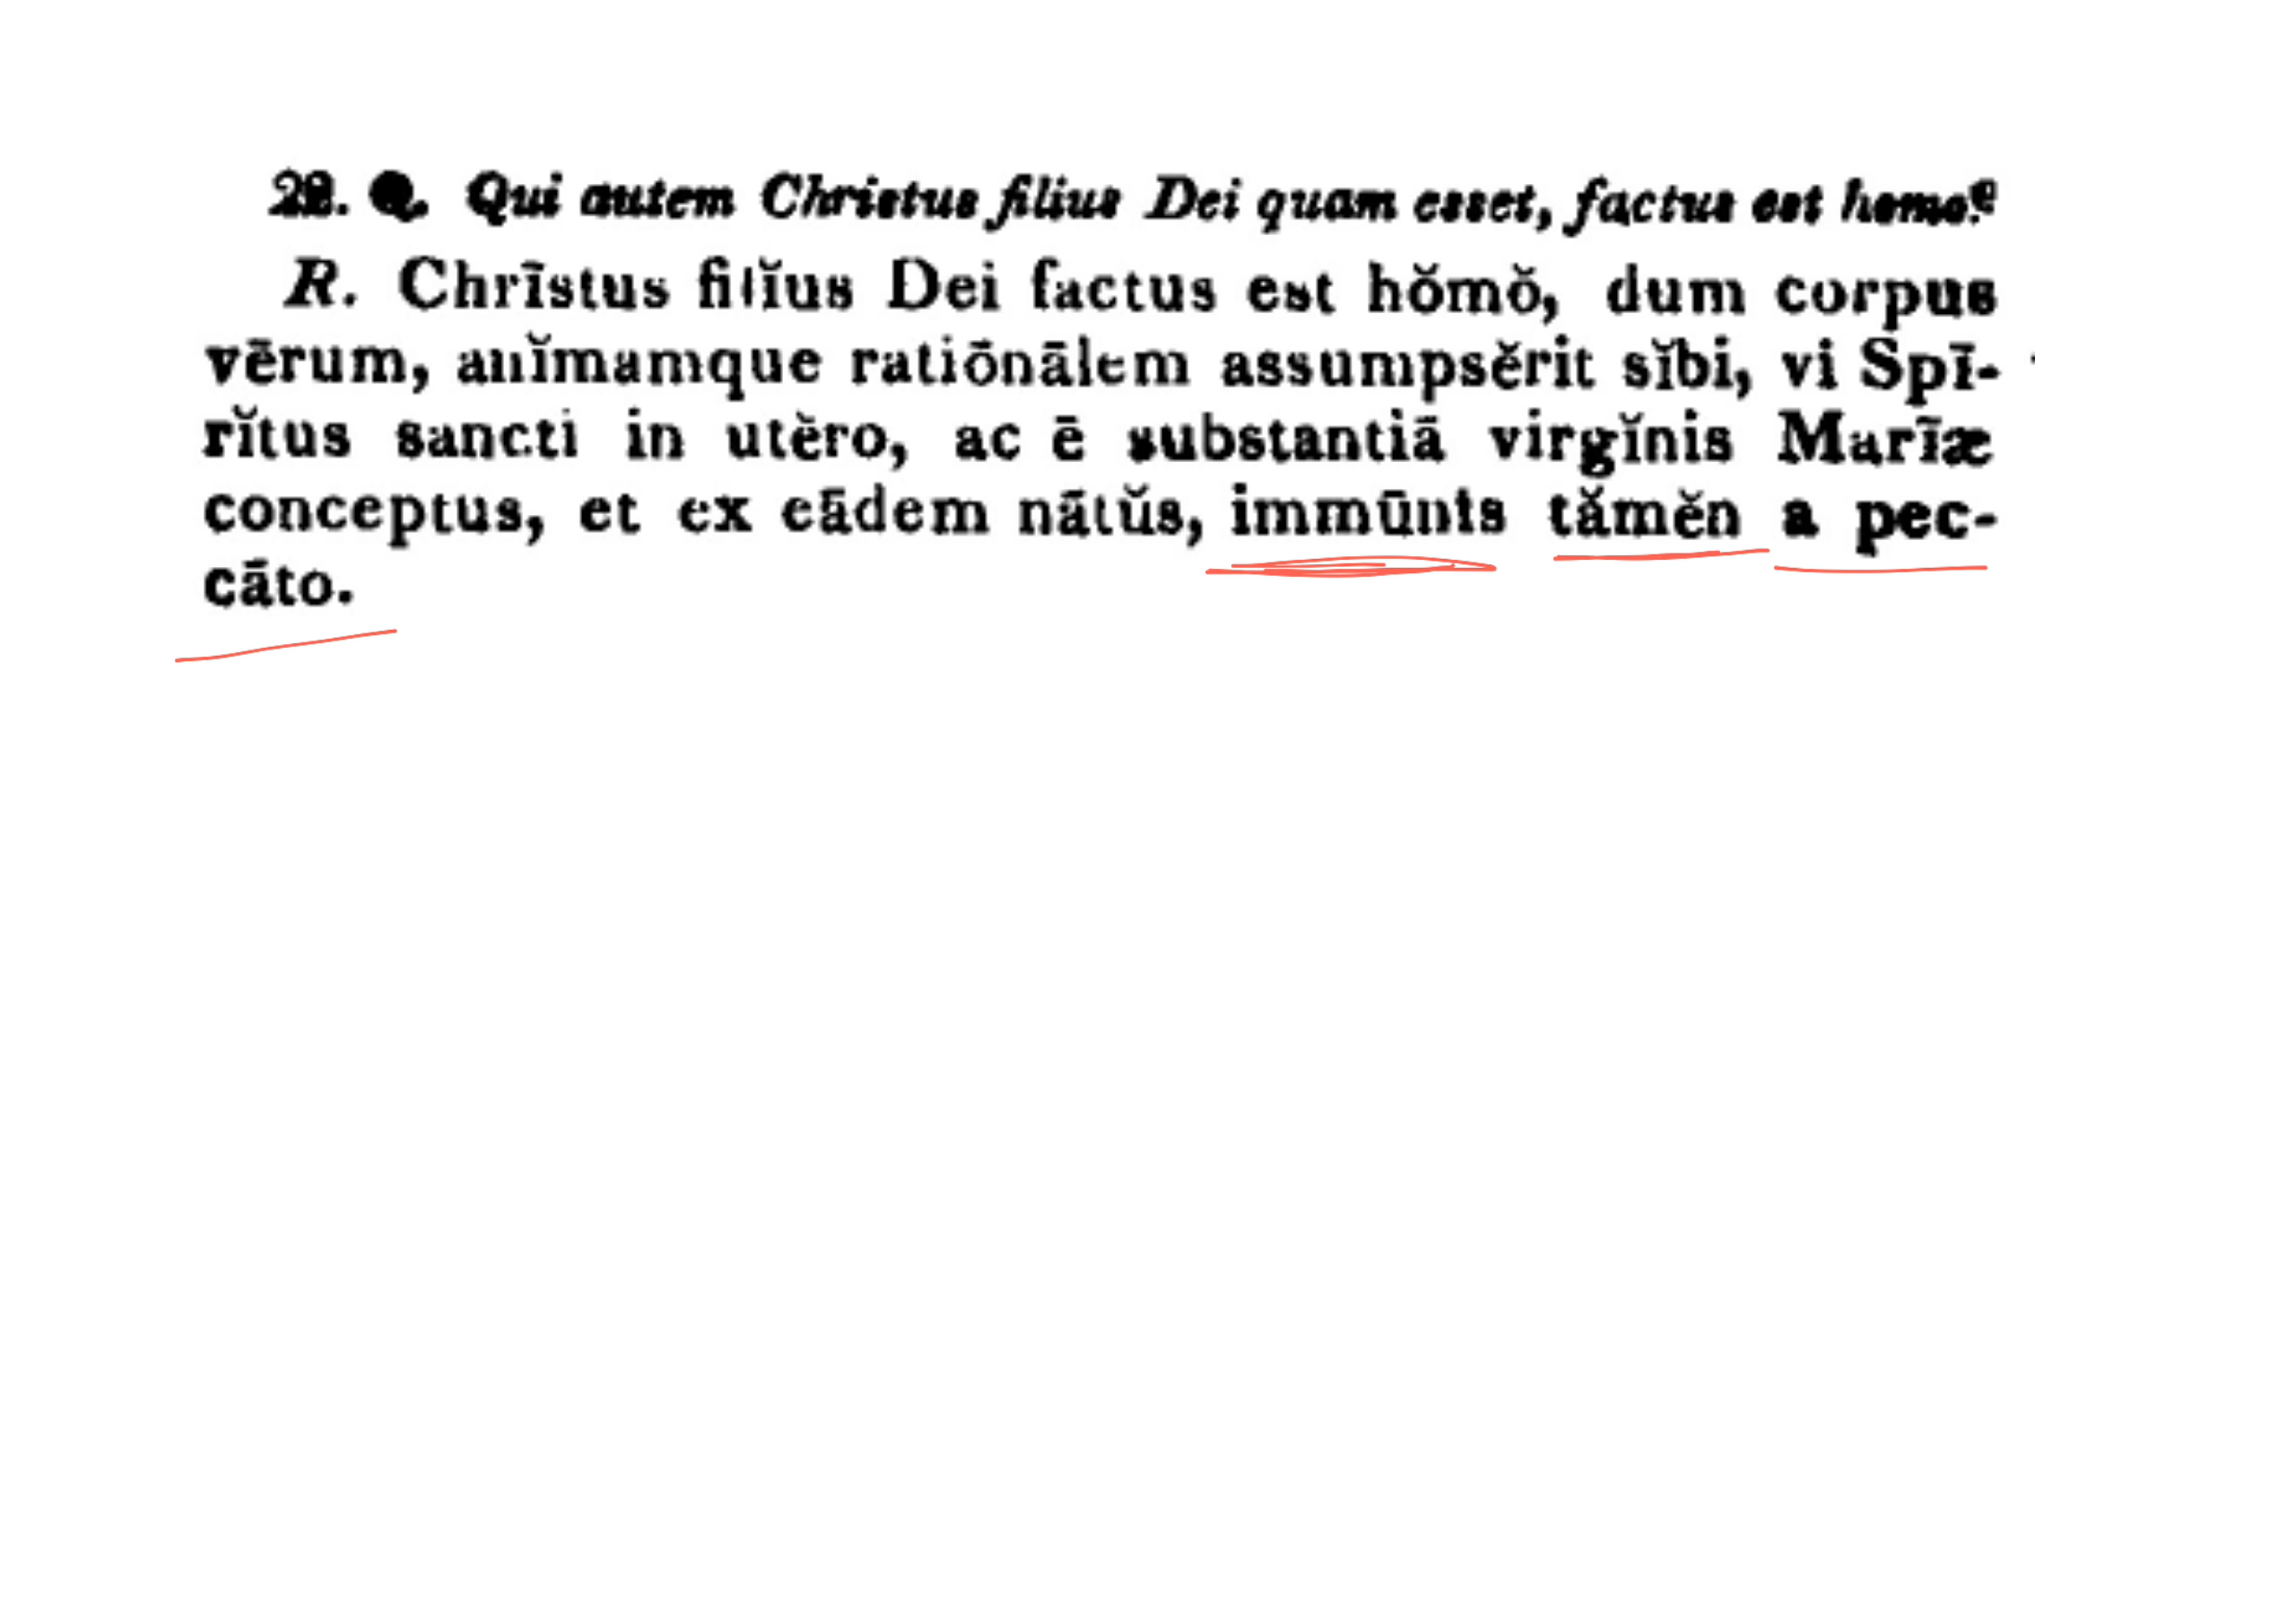 22. Q. Qui autem Christus filius Dei quum esset, factus est homo?
R. Chrīstus filĭus Dei factus est hŏmŏ, dum corpus
vērum, anĭmamque ratiōnālem assumpsĕrit sĭbi, vi Spī-
rĭtus sancti in utĕro, ac ē substantiā virgĭnis Marīæ
conceptus, et ex eādem nātŭs, immūnis tămĕn a pec-
cāto.